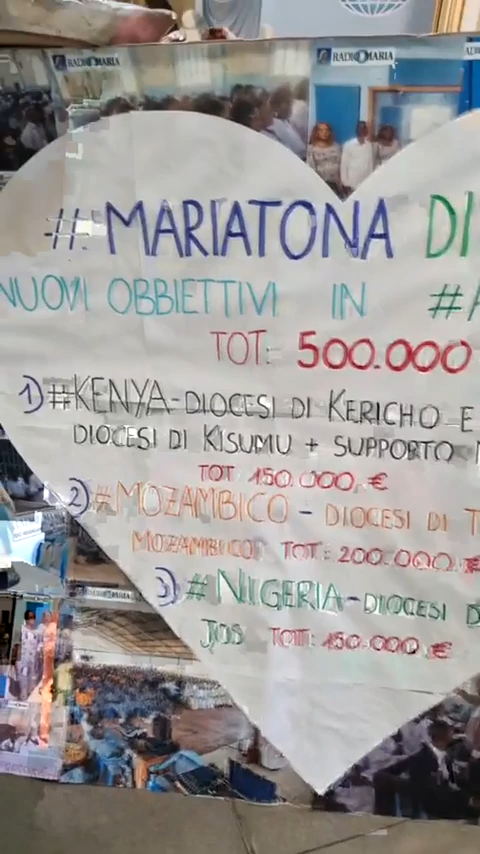 RADIO MARIA
RADIO MARIA
RADIO
#MARIATONA DI
NUOVI OBBIETTIVI IN #A
TOT: 500.000
1) #KENYA-DIOCESI DI KERICHO E
DIOCESI DI KISUMU + SUPPORTO
TOT 150.000 €
2) #MOZAMBICO - DIOCESI DI T
MOZAMBICO TOT: 200.000 €
3) # NIGERIA-DIOCESI D
JOS TOT: 150.000 €